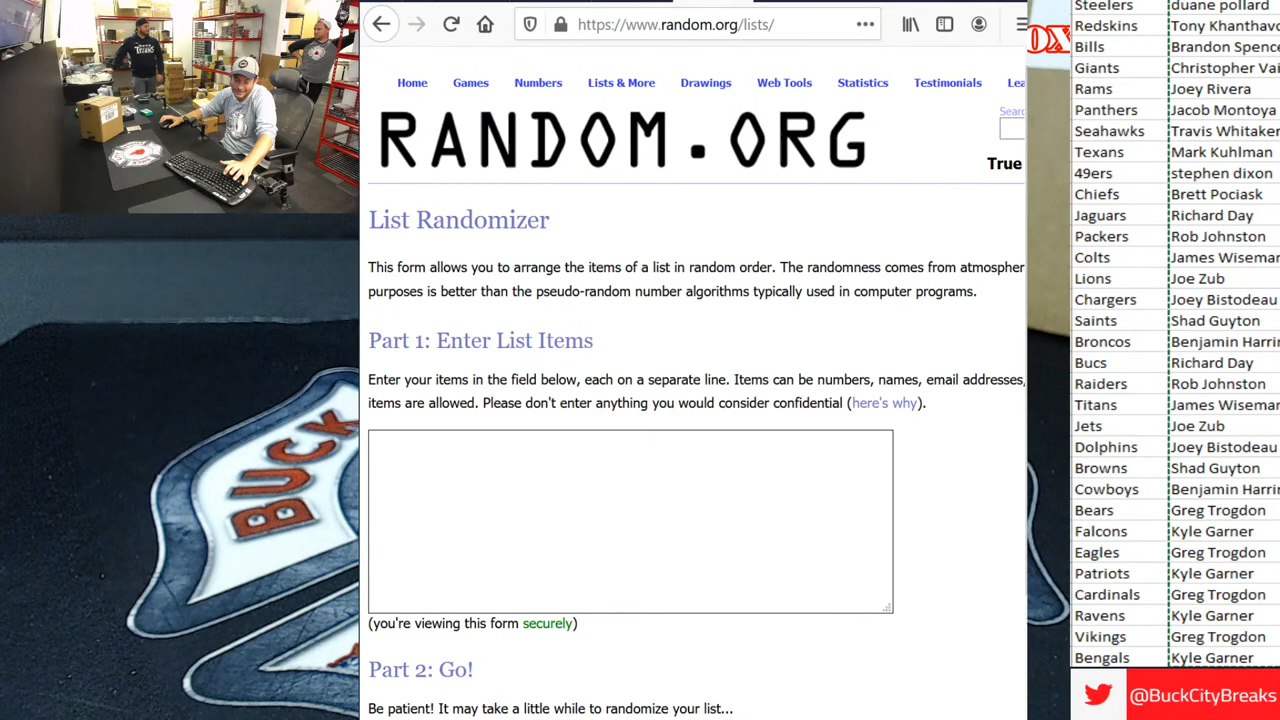 https://www.random.org/lists/
Home Games Numbers Lists & More Drawings Web Tools Statistics Testimonials
RANDOM.ORG
True
List Randomizer
This form allows you to arrange the items of a list in random order. The randomness comes from
purposes is better than the pseudo-random number algorithms typically used in computer programs.
Part 1: Enter List Items
Enter your items in the field below, each on a separate line. Items can be numbers, names, email addresses,
items are allowed. Please don't enter anything you would consider confidential (here's why).
(you're viewing this form securely)
Part 2: Go!
Be patient! It may take a little while to randomize your list...
Steelers duane pollard
Redskins Tony
Bills Brandon
Giants Christopher
Rams Joey Rivera
Panthers Jacob Montoya
Seahawks Travis Whitaker
Texans Mark Kuhlman
49ers stephen dixon
Chiefs Brett Pociask
Jaguars Richard Day
Packers Rob Johnston
Colts James
Lions Joe Zub
Chargers Joey Bistodeau
Saints Shad Guyton
Broncos Benjamin
Bucs Richard Day
Raiders Rob Johnston
Titans James
Jets Joe Zub
Dolphins Joey Bistodeau
Browns Shad Guyton
Cowboys Benjamin
Bears Greg Trogdon
Falcons Kyle Garner
Eagles Greg Trogdon
Patriots Kyle Garner
Cardinals Greg Trogdon
Ravens Kyle Garner
Vikings Greg Trogdon
Bengals Kyle Garner
@BuckCityBreaks
BUCK
TITANS